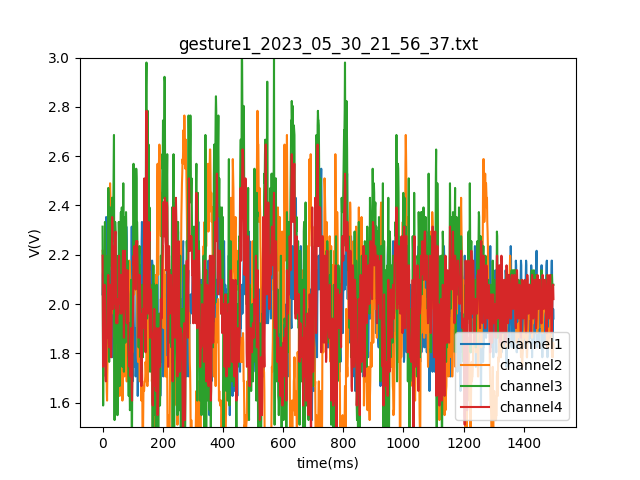 gesture1_2023_05_30_21_56_37.txt
3.0
2.8
2.6
2.4
2.2
2.0
1.8
1.6
V(V)
channel1
channel2
channel3
channel4
0 200 400 600 800 1000 1200 1400
time(ms)